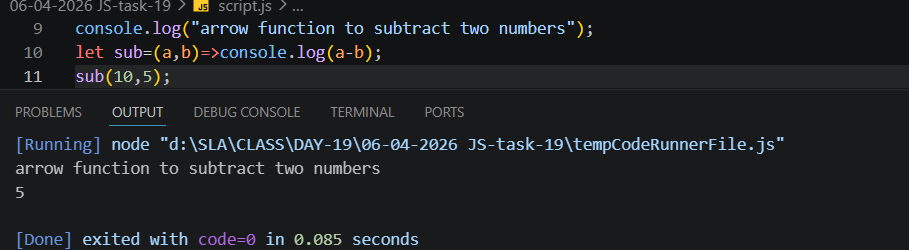 06-04-2026 JS-task-19 > JS script.js > ...
9 console.log("arrow function to subtract two numbers");
10 let sub=(a,b)=>console.log(a-b);
11 sub(10,5);
PROBLEMS OUTPUT DEBUG CONSOLE TERMINAL PORTS
[Running] node "d:\SLA\CLASS\DAY-19\06-04-2026 JS-task-19\tempCodeRunnerFile.js"
arrow function to subtract two numbers
5
[Done] exited with code=0 in 0.085 seconds